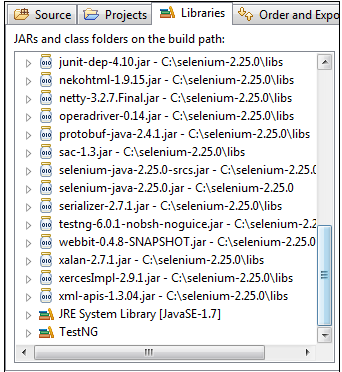 Source Projects Libraries Order and Expo
JARs and class folders on the build path:
junit-dep-4.10.jar - C:\selenium-2.25.0\libs
nekohtml-1.9.15.jar - C:\selenium-2.25.0\libs
netty-3.2.7.Final.jar - C:\selenium-2.25.0\libs
operadriver-0.14.jar - C:\selenium-2.25.0\libs
protobuf-java-2.4.1.jar - C:\selenium-2.25.0\libs
sac-1.3.jar - C:\selenium-2.25.0\libs
selenium-java-2.25.0-srcs.jar - C:\selenium-2.25.0
selenium-java-2.25.0.jar - C:\selenium-2.25.0
serializer-2.7.1.jar - C:\selenium-2.25.0\libs
testng-6.0.1-nobsh-noguice.jar - C:\selenium-2.2
webbit-0.4.8-SNAPSHOT.jar - C:\selenium-2.25.0
xalan-2.7.1.jar - C:\selenium-2.25.0\libs
xercesImpl-2.9.1.jar - C:\selenium-2.25.0\libs
xml-apis-1.3.04.jar - C:\selenium-2.25.0\libs
JRE System Library [JavaSE-1.7]
TestNG